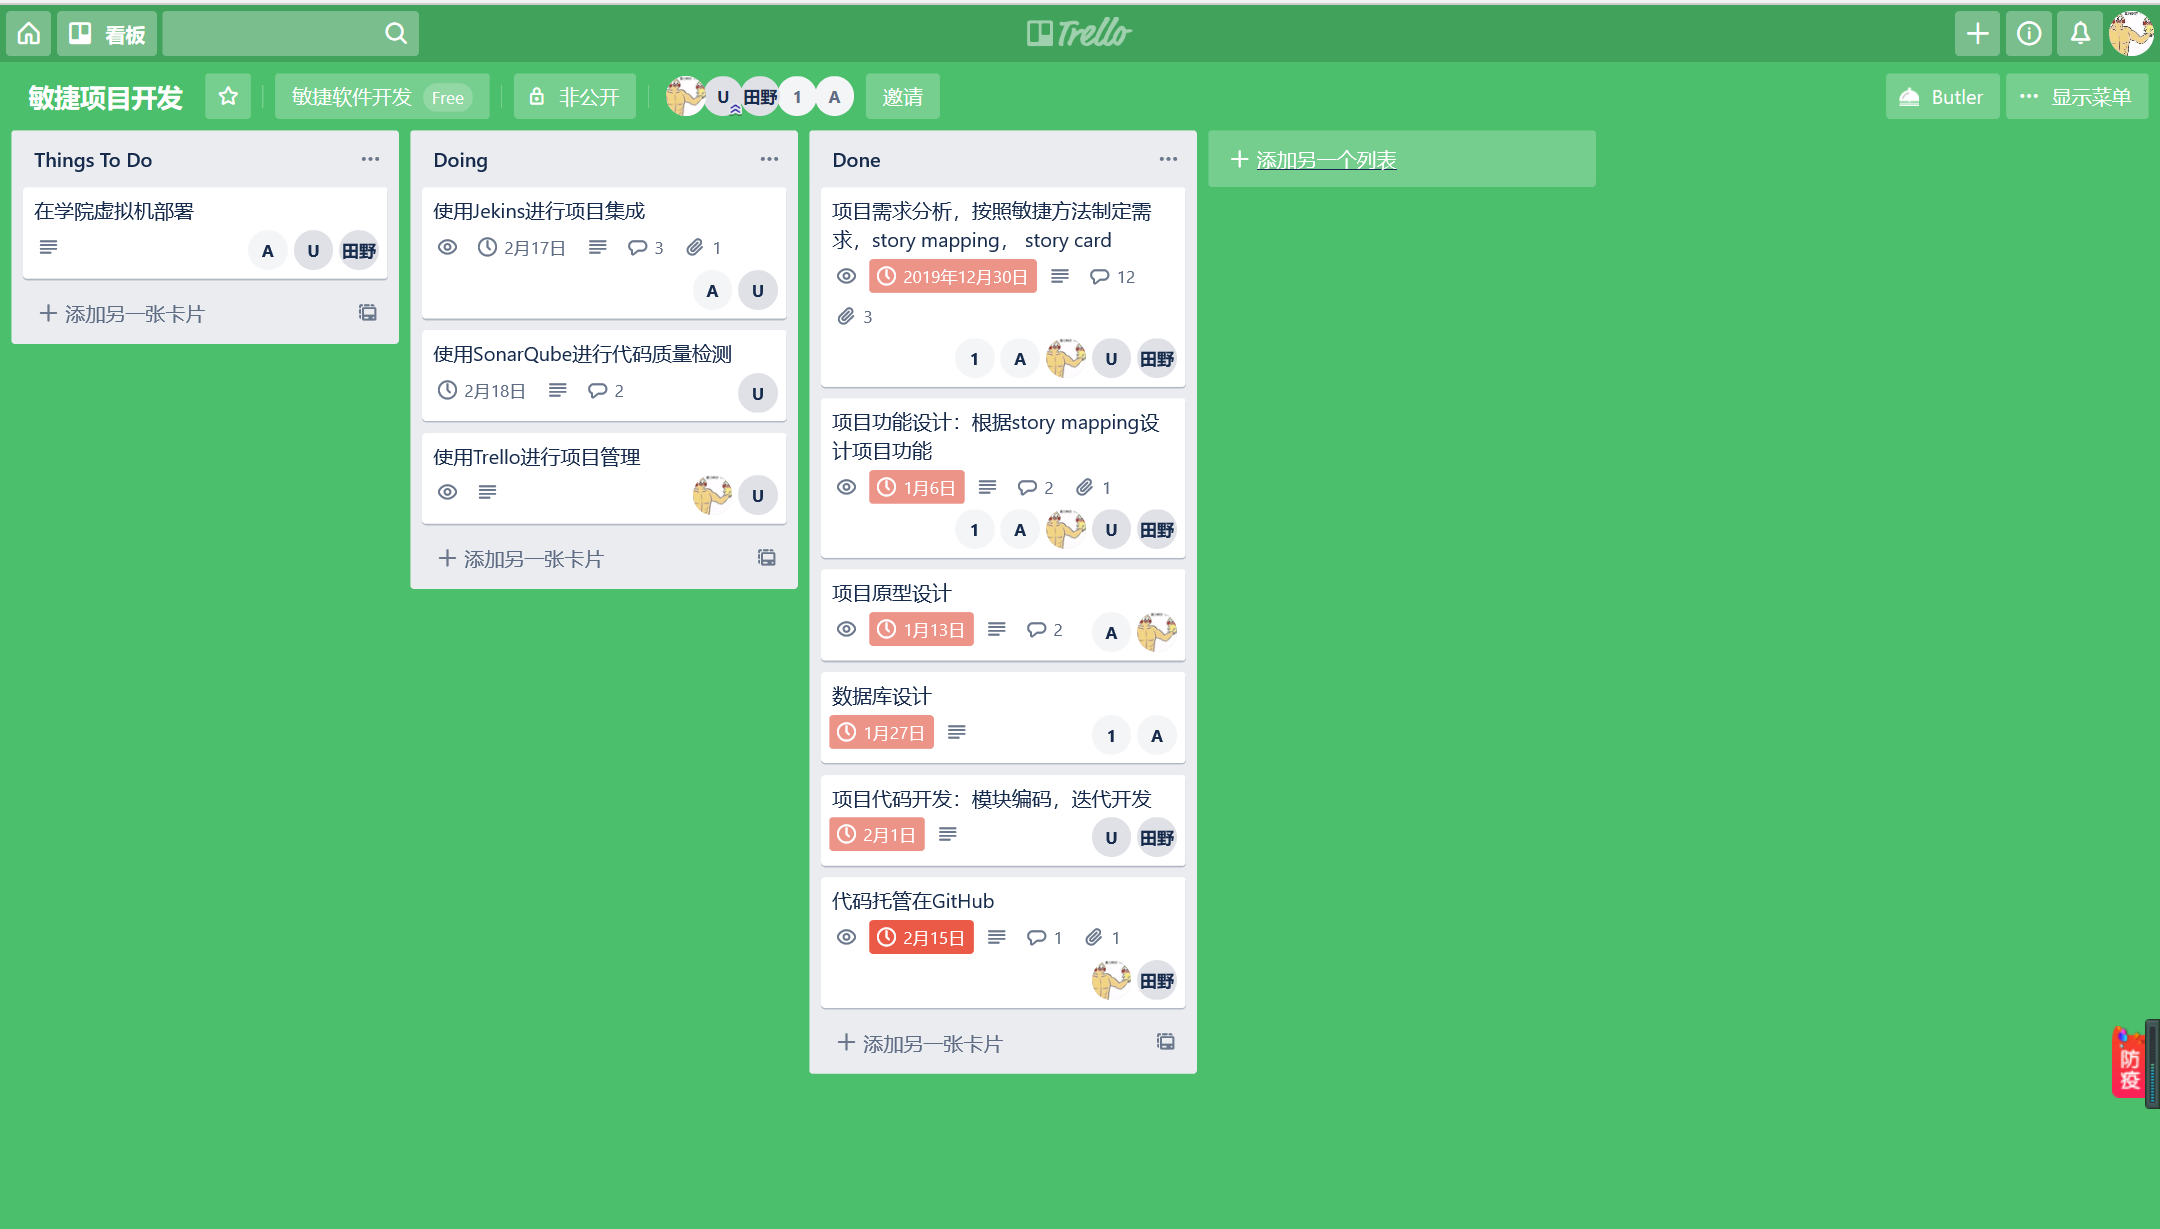 看板
Trello
敏捷项目开发
敏捷软件开发 Free
非公开
U 田野 1 A
邀请
Butler
显示菜单
Things To Do
在学院虚拟机部署
A U 田野
添加另一张卡片
Doing
使用Jekins进行项目集成
2月17日 3 1
A U
使用SonarQube进行代码质量检测
2月18日 2
U
使用Trello进行项目管理
U
添加另一张卡片
Done
项目需求分析，按照敏捷方法制定需
求，story mapping， story card
2019年12月30日 12
3
1 A U 田野
项目功能设计：根据story mapping设
计项目功能
1月6日 2 1
1 A U 田野
项目原型设计
1月13日 2
A
数据库设计
1月27日
1 A
项目代码开发：模块编码，迭代开发
2月1日
U 田野
代码托管在GitHub
2月15日 1 1
田野
添加另一张卡片
添加另一个列表
防
疫